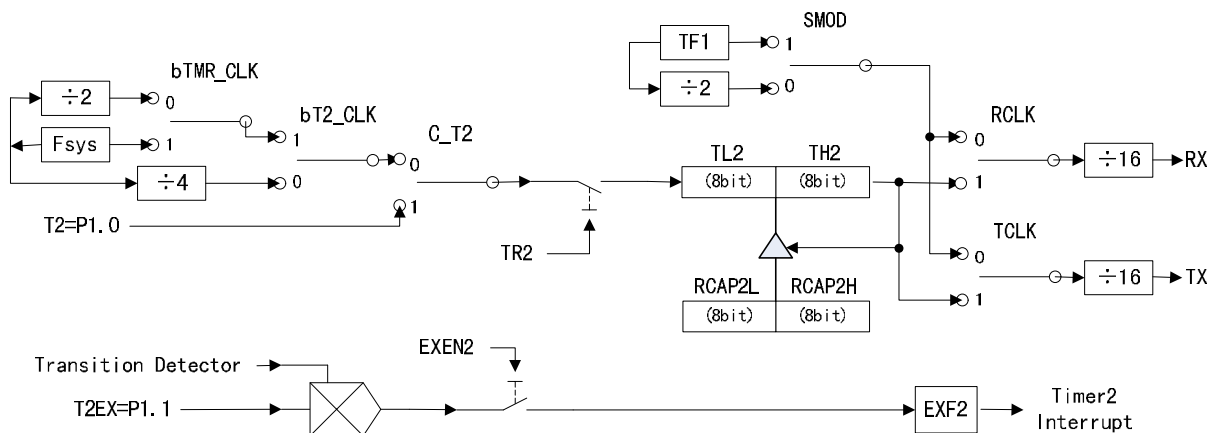 SMOD
TF1
1
÷2
0
bTMR_CLK
÷2
0
Fsys
1
÷4
bT2_CLK
1
0
C_T2
0
1
T2=P1.0
TR2
TL2
TH2
(8bit)
(8bit)
RCAP2L
RCAP2H
(8bit)
(8bit)
RCLK
0
1
÷16
RX
TCLK
0
1
÷16
TX
Transition Detector
T2EX=P1.1
EXEN2
EXF2
Timer2
Interrupt